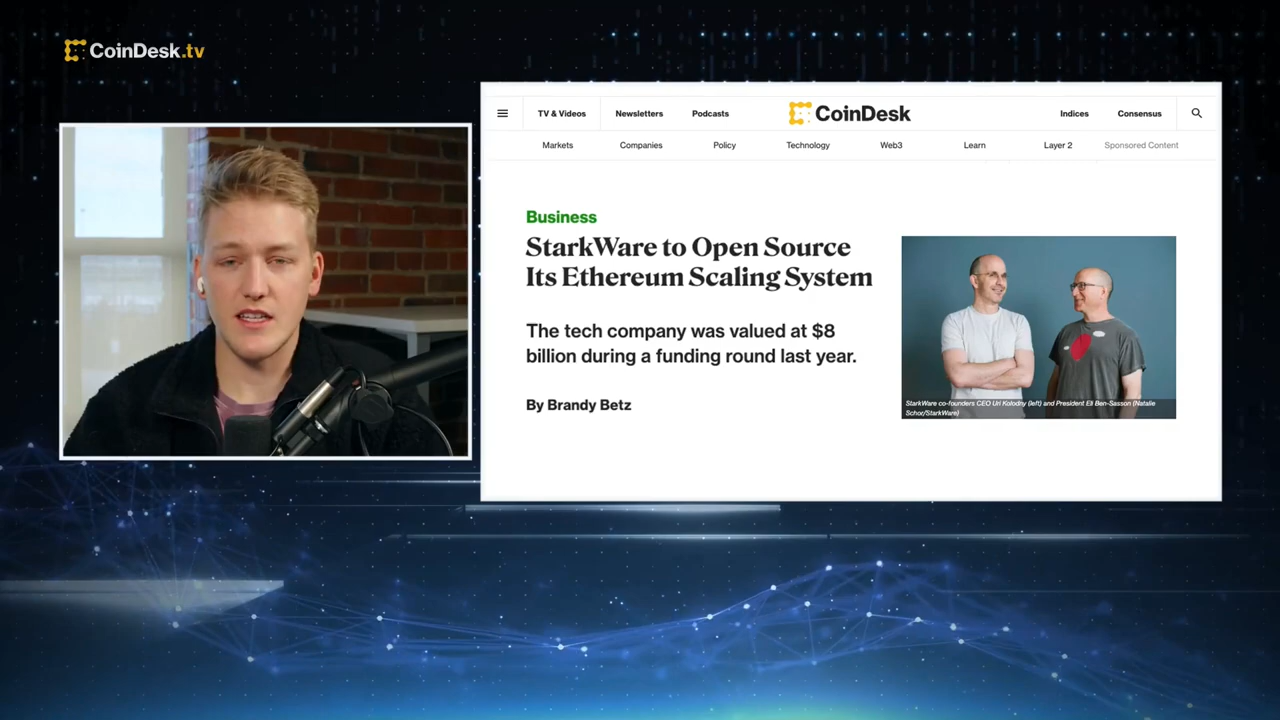 CoinDesk.tv
TV & Videos
Newsletters
Podcasts
CoinDesk
Indices
Consensus
Markets
Companies
Policy
Technology
Web3
Learn
Layer 2
Sponsored Content
Business
StarkWare to Open Source
Its Ethereum Scaling System
The tech company was valued at $8
billion during a funding round last year.
By Brandy Betz
StarkWare co-founders CEO Uri Kolodny (left) and President Eli Ben-Sasson (Natalie
Schor/StarkWare)